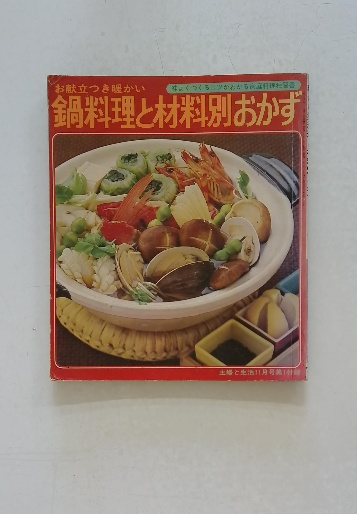 お献立つき暖かい
鍋料理と材料別おかず
主婦と生活11月号第1付録